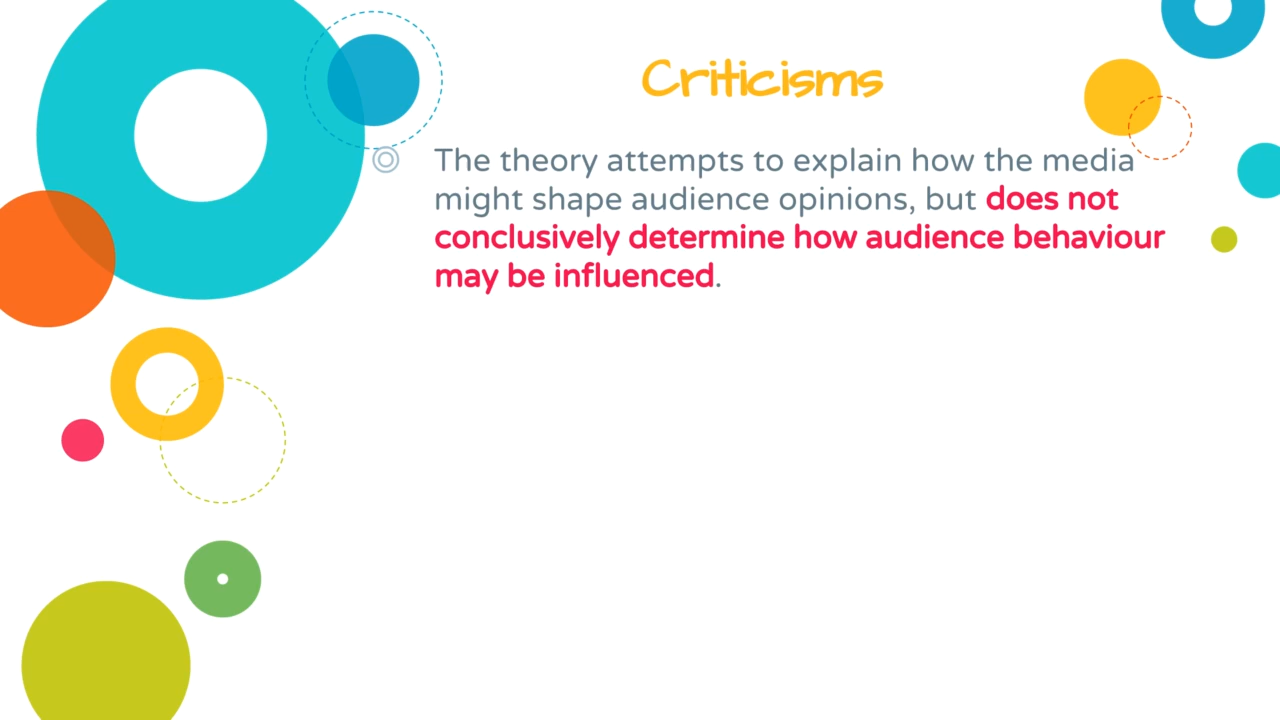 Criticisms
The theory attempts to explain how the media
might shape audience opinions, but does not
conclusively determine how audience behaviour
may be influenced.